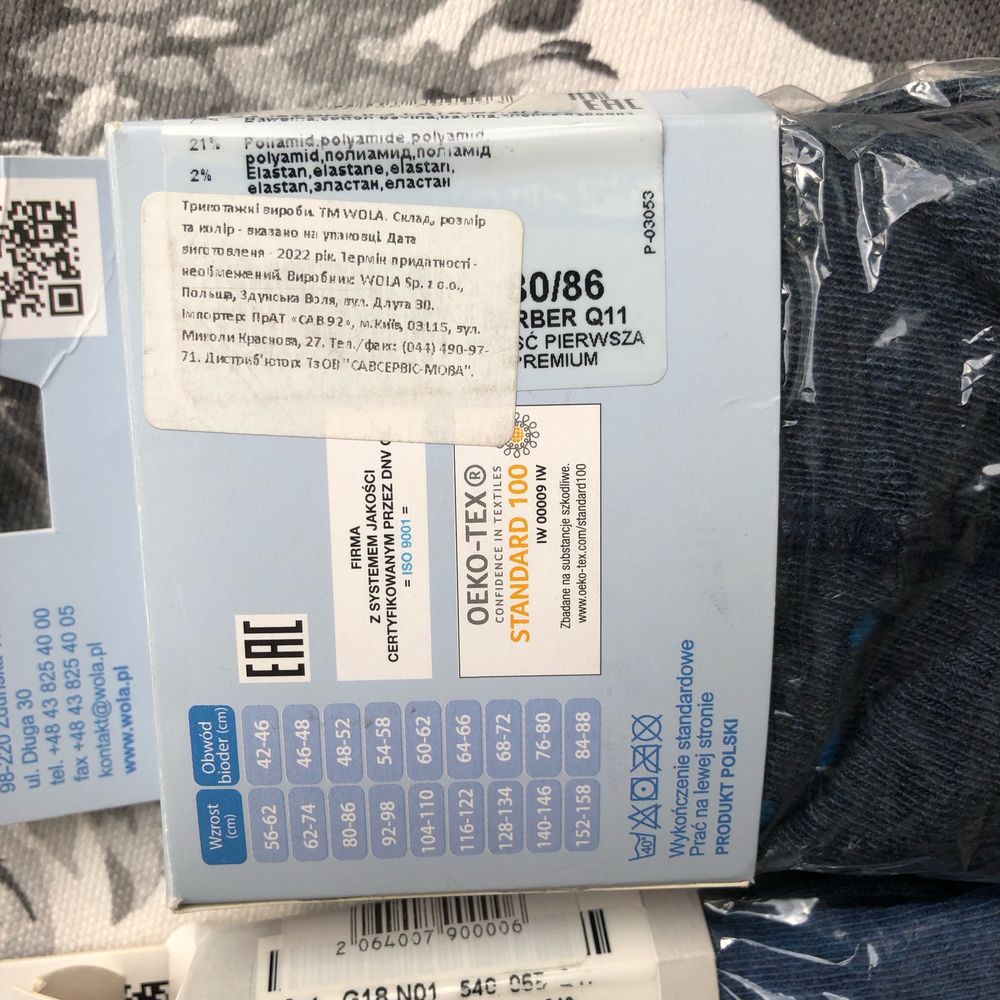 EAC
21% Poliamid,polyamide,polyamid
polyamid,полиамид,поліамід
2% Elastan,elastane,elastan,
elastan,эластан,еластан
P-03053
Трикотажні вироби. ТМ WOLA. Склад, розмір
та колір - вказано на упаковці. Дата
виготовлення - 2022 рік. Термін придатності -
необмежений. Виробник: WOLA Sp. z o.o.,
Польща, Здунська Воля, вул. Длуга 30.
Імпортер: ПрАТ «САВ 92», м.Київ, 03115, вул.
Миколи Краснова, 27. Тел./факс: (044) 490-97-
71. Дистриб'ютор: ТзОВ "САВСЕРВІС-МОВА".
80/86
RBER Q11
ŚĆ PIERWSZA
PREMIUM
FIRMA
Z SYSTEMEM JAKOŚCI
CERTYFIKOWANYM PRZEZ DNV
= ISO 9001 =
OEKO-TEX®
CONFIDENCE IN TEXTILES
STANDARD 100
IW 00009 IW
Zbadane na substancje szkodliwe.
www.oeko-tex.com/standard100
EAC
Wzrost (cm) Obwód bioder (cm)
56-62 42-46
62-74 46-48
80-86 48-52
92-98 54-58
104-110 60-62
116-122 64-66
128-134 68-72
140-146 76-80
152-158 84-88
40°
Wykończenie standardowe
Prać na lewej stronie
PRODUKT POLSKI
98-220
ul. Długa 30
tel. +48 43 825 40 00
fax +48 43 825 40 05
kontakt@wola.pl
www.wola.pl
2 064007 900006
G18.N01 540